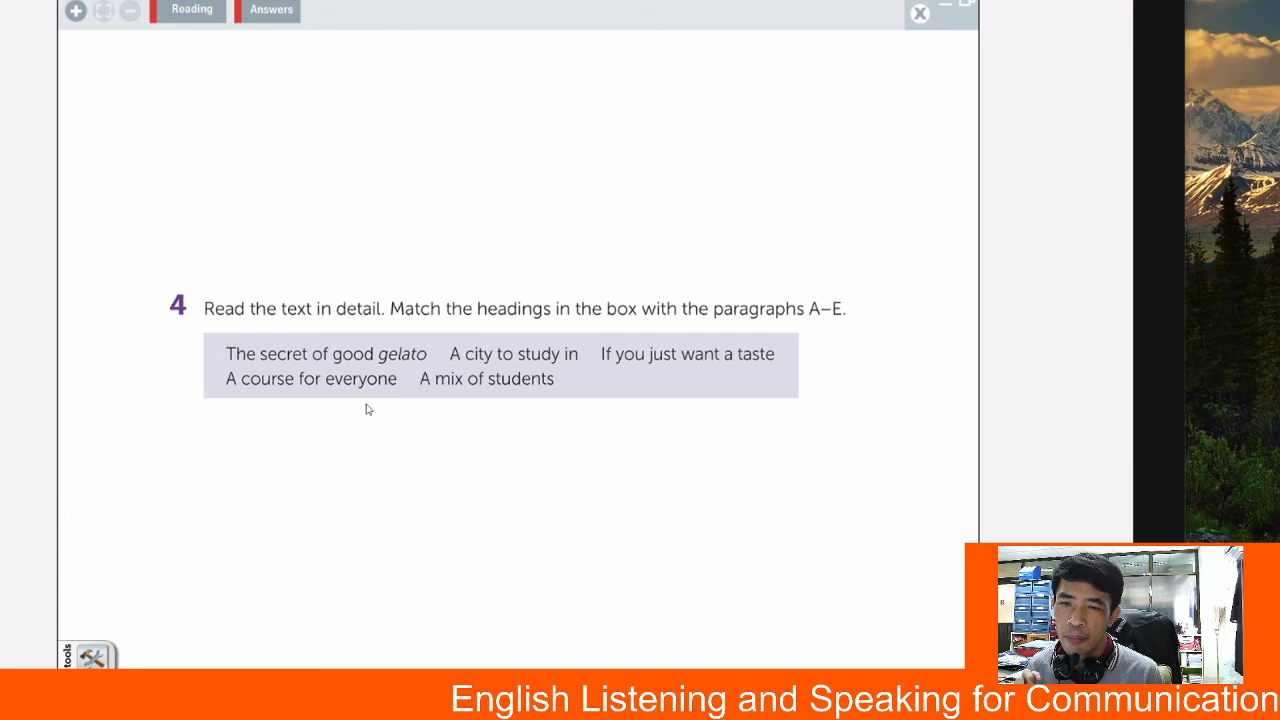 Reading Answers
4 Read the text in detail. Match the headings in the box with the paragraphs A–E.
The secret of good gelato A city to study in If you just want a taste
A course for everyone A mix of students
tools
English Listening and Speaking for Communication